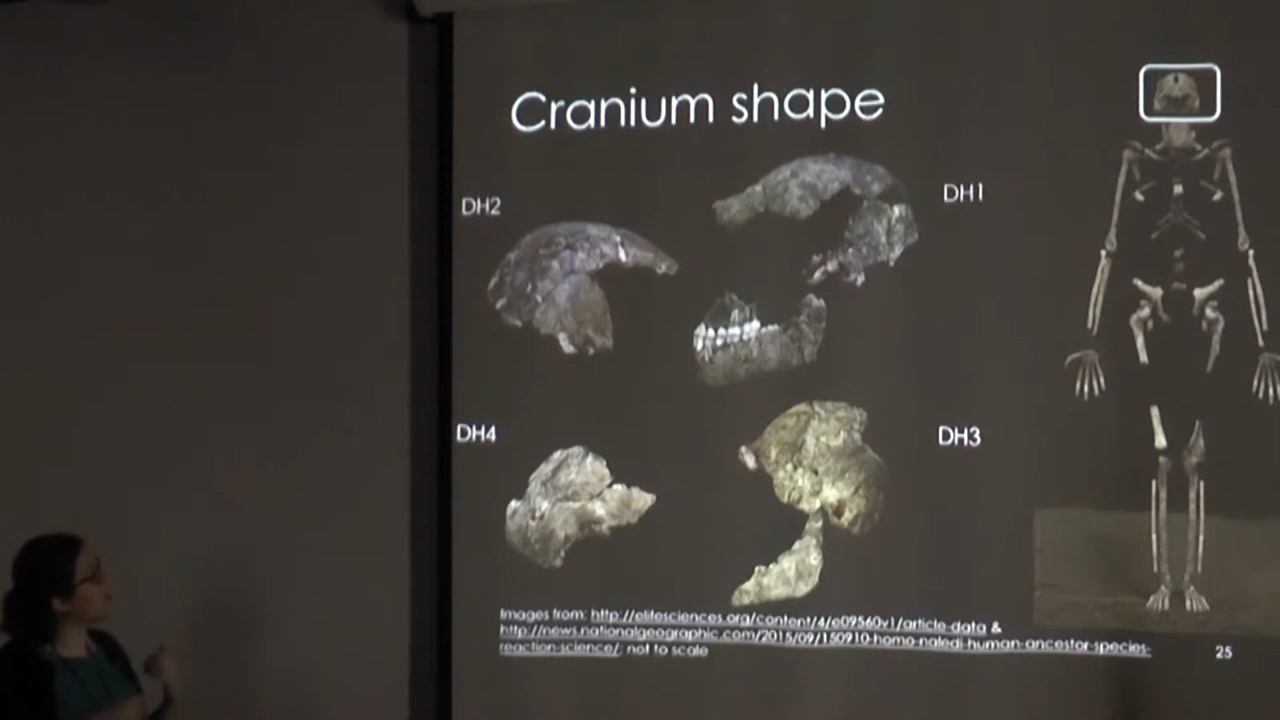 Cranium shape
DH2
DH1
DH4
DH3
Images from: http://elifesciences.org/content/4/e09560v1/article-data &
http://news.nationalgeographic.com/2015/09/150910-homo-naledi-human-ancestor-species-
reaction-science/; not to scale
25